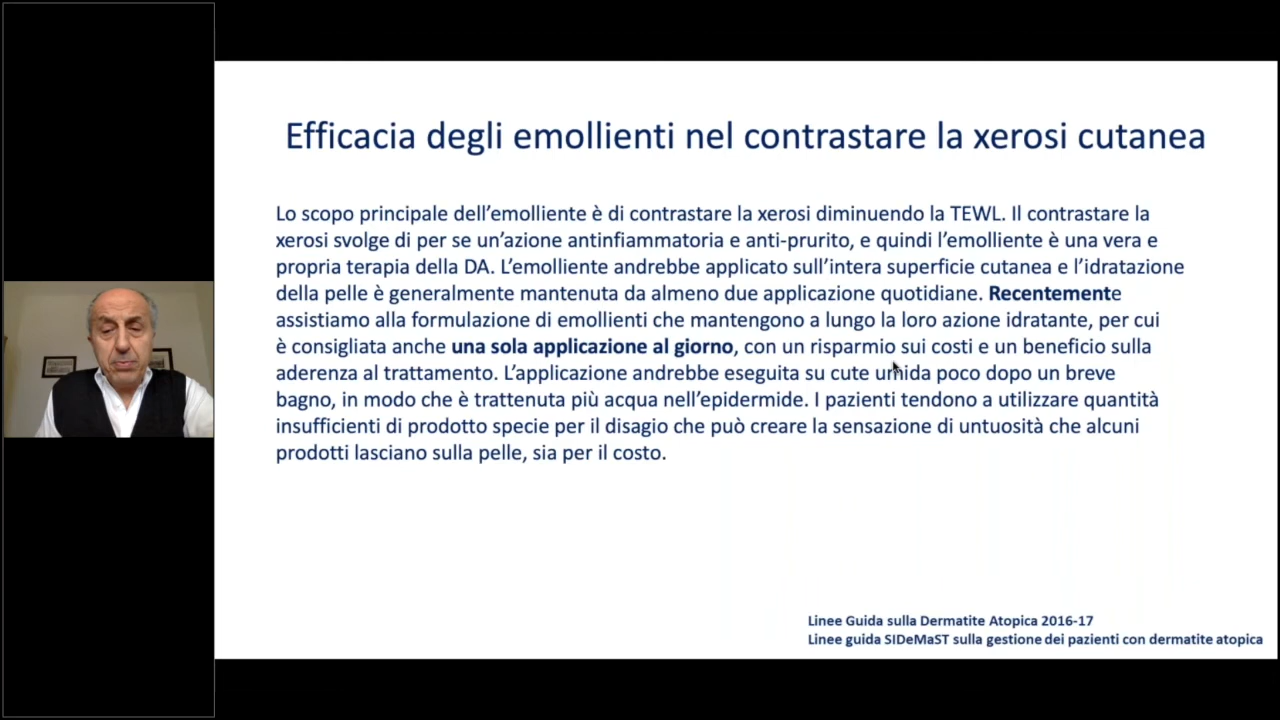 Efficacia degli emollienti nel contrastare la xerosi cutanea
Lo scopo principale dell'emolliente è di contrastare la xerosi diminuendo la TEWL. Il contrastare la
xerosi svolge di per se un'azione antinfiammatoria e anti-prurito, e quindi l'emolliente è una vera e
propria terapia della DA. L'emolliente andrebbe applicato sull'intera superficie cutanea e l'idratazione
della pelle è generalmente mantenuta da almeno due applicazione quotidiane. Recentemente
assistiamo alla formulazione di emollienti che mantengono a lungo la loro azione idratante, per cui
è consigliata anche una sola applicazione al giorno, con un risparmio sui costi e un beneficio sulla
aderenza al trattamento. L'applicazione andrebbe eseguita su cute umida poco dopo un breve
bagno, in modo che è trattenuta più acqua nell'epidermide. I pazienti tendono a utilizzare quantità
insufficienti di prodotto specie per il disagio che può creare la sensazione di untuosità che alcuni
prodotti lasciano sulla pelle, sia per il costo.
Linee Guida sulla Dermatite Atopica 2016-17
Linee guida SIDeMaST sulla gestione dei pazienti con dermatite atopica